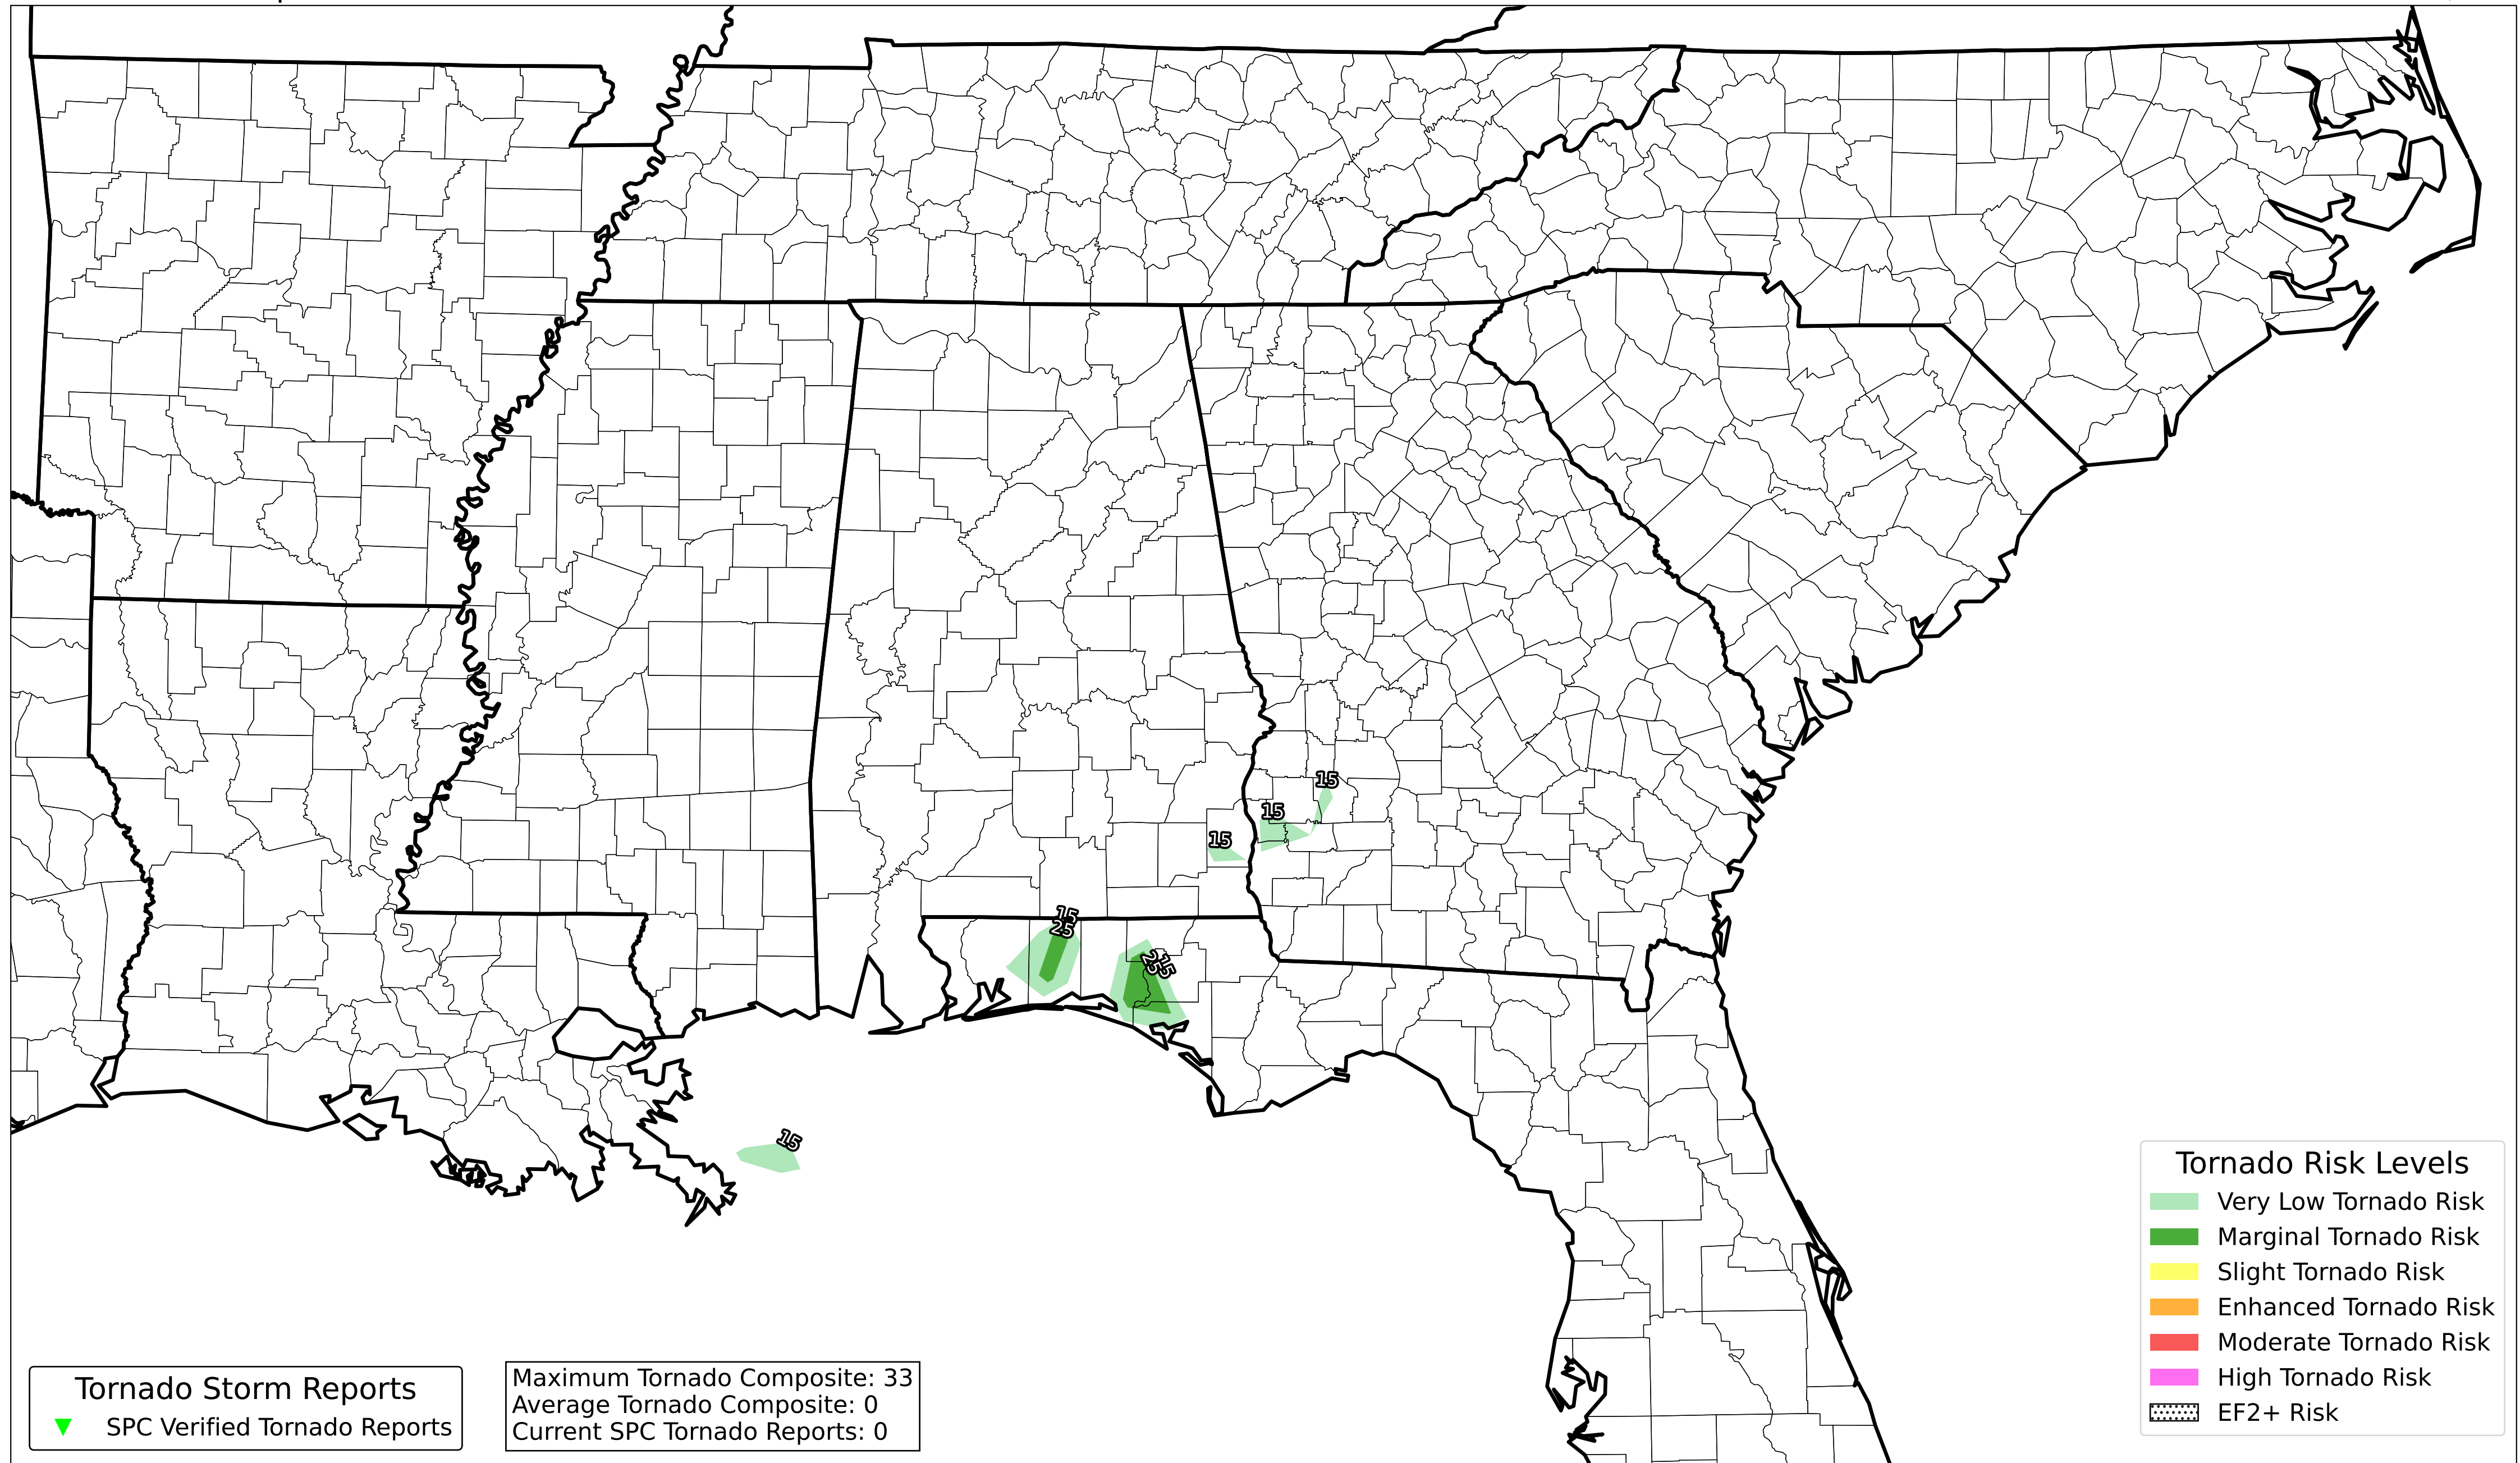 15
15
15
15
25
25
15
15
Tornado Risk Levels
Very Low Tornado Risk
Marginal Tornado Risk
Slight Tornado Risk
Enhanced Tornado Risk
Moderate Tornado Risk
High Tornado Risk
EF2+ Risk
Tornado Storm Reports
SPC Verified Tornado Reports
Maximum Tornado Composite: 33
Average Tornado Composite: 0
Current SPC Tornado Reports: 0